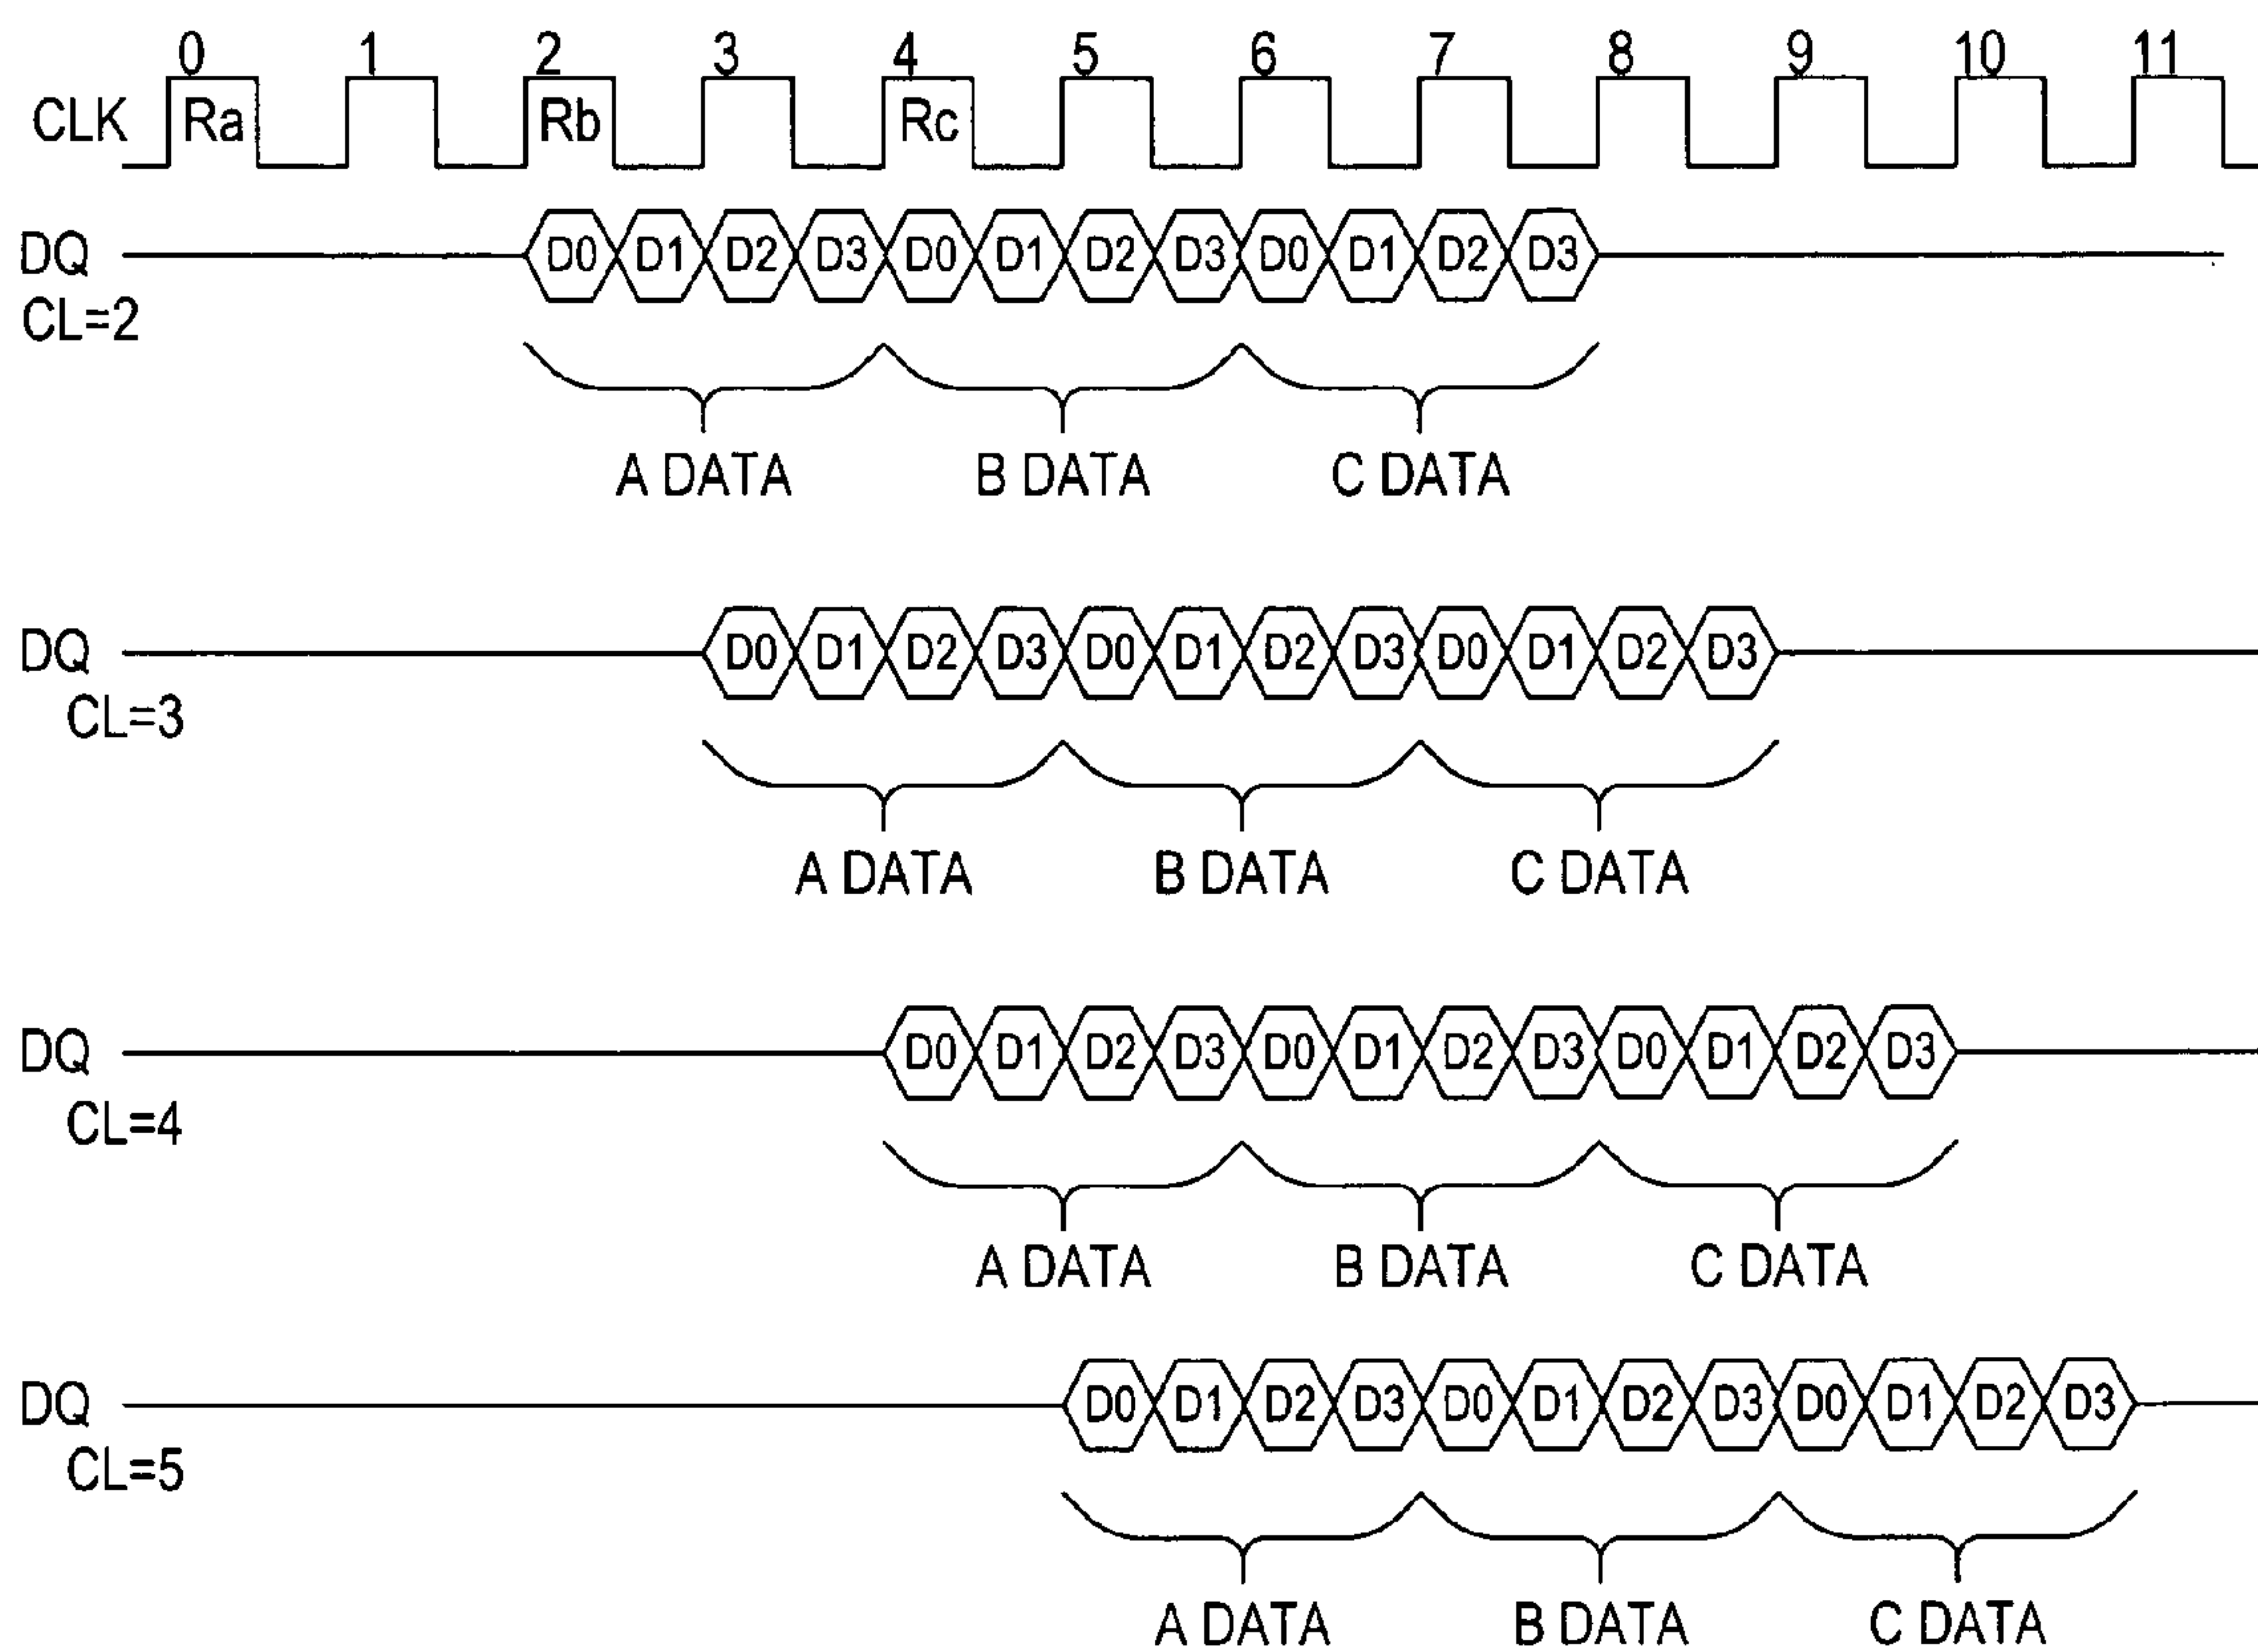 0 1 2 3 4 5 6 7 8 9 10 11
CLK Ra Rb Rc
DQ D0 D1 D2 D3 D0 D1 D2 D3 D0 D1 D2 D3
CL=2
A DATA B DATA C DATA
DQ D0 D1 D2 D3 D0 D1 D2 D3 D0 D1 D2 D3
CL=3
A DATA B DATA C DATA
DQ D0 D1 D2 D3 D0 D1 D2 D3 D0 D1 D2 D3
CL=4
A DATA B DATA C DATA
DQ D0 D1 D2 D3 D0 D1 D2 D3 D0 D1 D2 D3
CL=5
A DATA B DATA C DATA